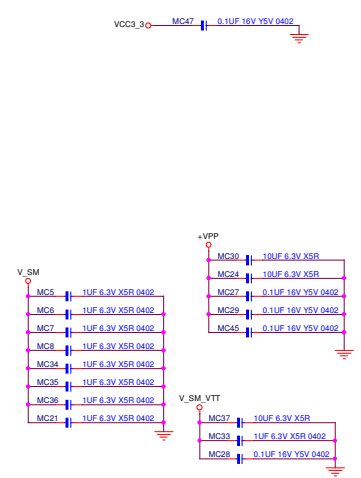 VCC3_3 MC47 0.1UF 16V Y5V 0402
+VPP
MC30 10UF 6.3V X5R
MC24 10UF 6.3V X5R
MC27 0.1UF 16V Y5V 0402
MC29 0.1UF 16V Y5V 0402
MC45 0.1UF 16V Y5V 0402
V_SM
MC5 1UF 6.3V X5R 0402
MC6 1UF 6.3V X5R 0402
MC7 1UF 6.3V X5R 0402
MC8 1UF 6.3V X5R 0402
MC34 1UF 6.3V X5R 0402
MC35 1UF 6.3V X5R 0402
MC36 1UF 6.3V X5R 0402
MC21 1UF 6.3V X5R 0402
V_SM_VTT
MC37 10UF 6.3V X5R
MC33 1UF 6.3V X5R 0402
MC28 0.1UF 16V Y5V 0402